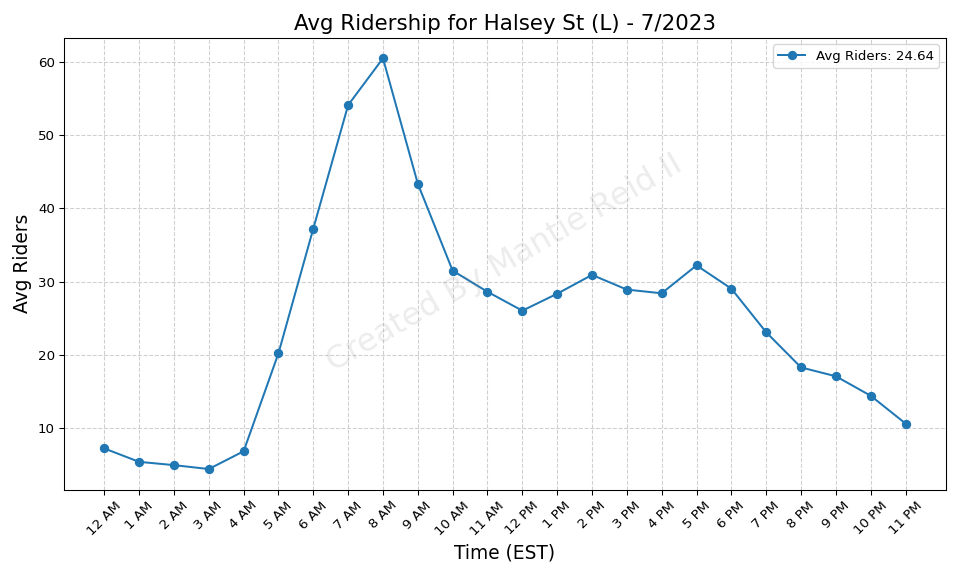 Avg Ridership for Halsey St (L) - 7/2023
Avg Riders: 24.64
60
50
40
30
20
10
Avg Riders
Created By Mantie Reid II
12 AM
1 AM
2 AM
3 AM
4 AM
5 AM
6 AM
7 AM
8 AM
9 AM
10 AM
11 AM
12 PM
1 PM
2 PM
3 PM
4 PM
5 PM
6 PM
7 PM
8 PM
9 PM
10 PM
11 PM
Time (EST)